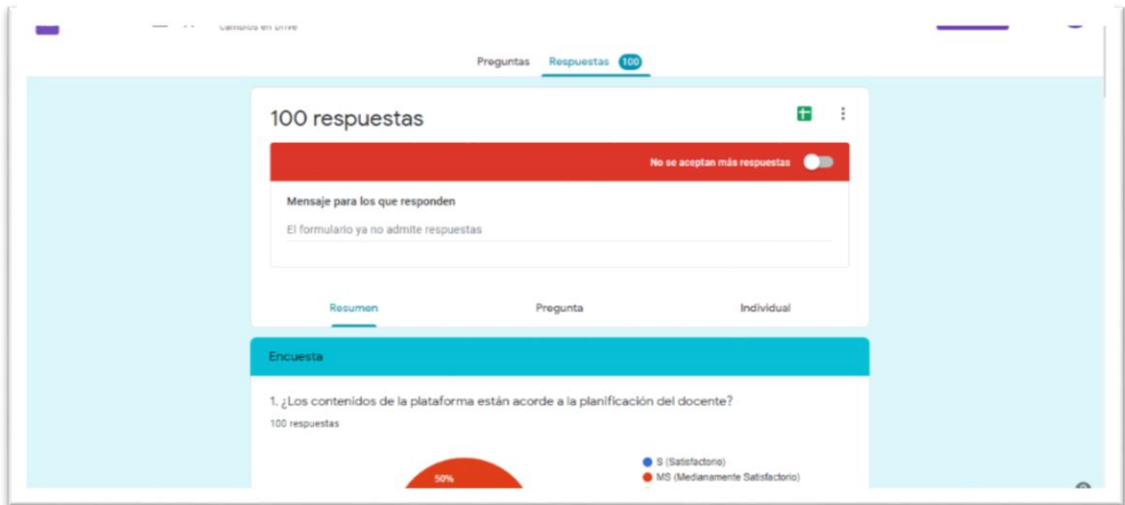 cambios en Drive
Preguntas Respuestas 100
100 respuestas
No se aceptan más respuestas
Mensaje para los que responden
El formulario ya no admite respuestas
Resumen Pregunta Individual
Encuesta
1. ¿Los contenidos de la plataforma están acorde a la planificación del docente?
100 respuestas
S (Satisfactorio)
50% MS (Medianamente Satisfactorio)